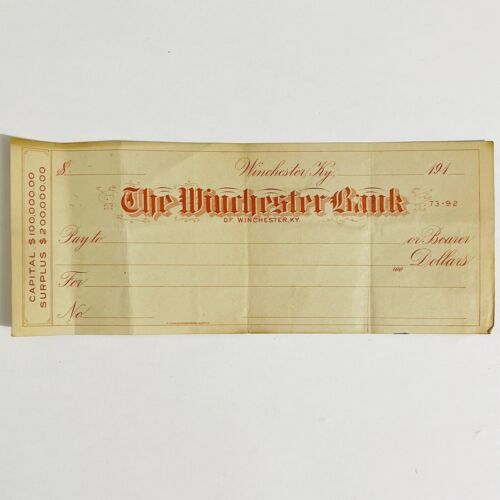 CAPITAL $100,000.00
SURPLUS $200,000.00
$ Winchester, Ky. 191
The Winchester Bank
OF WINCHESTER, KY.
73-92
Pay to or Bearer
100 Dollars
For
No.